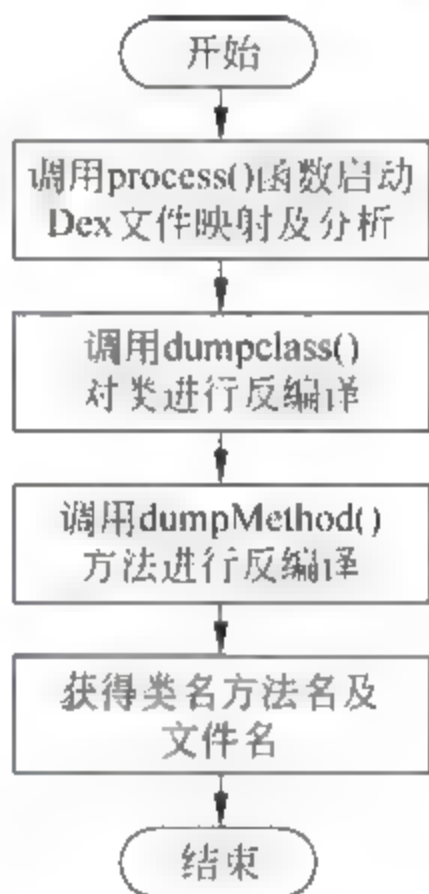 开始
调用process()函数启动
Dex文件映射及分析
调用dumpclass()
对类进行反编译
调用dumpMethod()
方法进行反编译
获得类名方法名及
文件名
结束